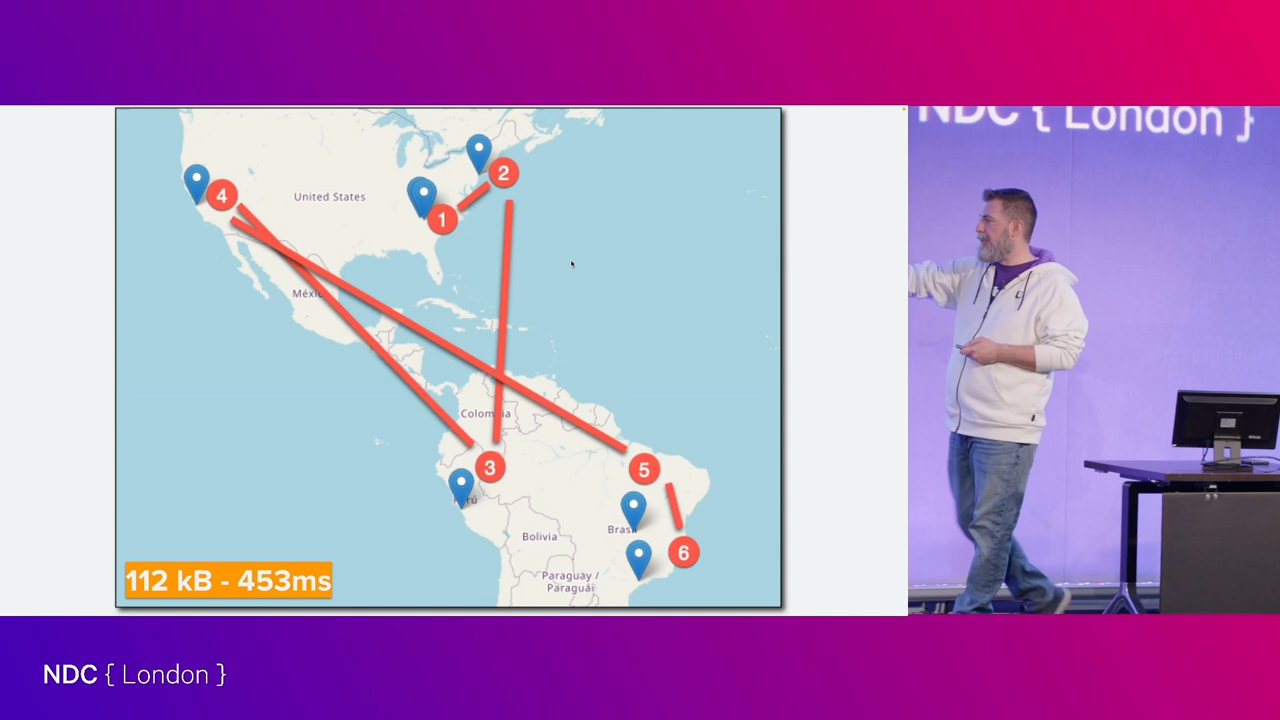 NDC { London }
United States
2
4
1
Méxi
Colombia
3
5
Perú
Brasil
Bolivia
6
Paraguay /
Paraguái
112 kB - 453ms
NDC { London }